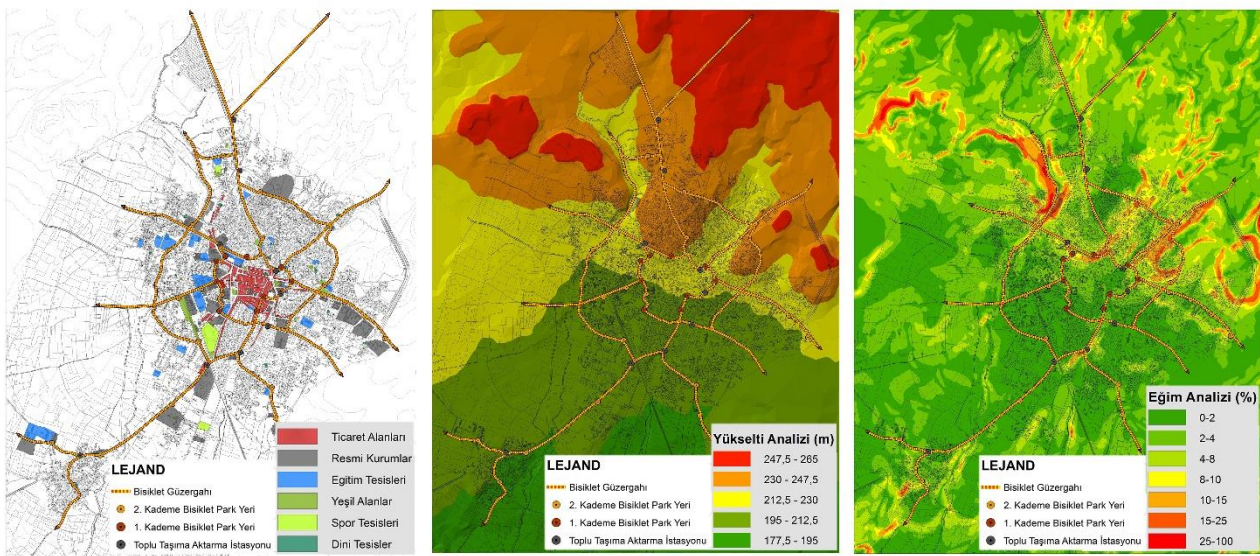 LEJAND
Bisiklet Güzergahı
2. Kademe Bisiklet Park Yeri
1. Kademe Bisiklet Park Yeri
Toplu Taşıma Aktarma İstasyonu
Ticaret Alanları
Resmi Kurumlar
Egitim Tesisleri
Yeşil Alanlar
Spor Tesisleri
Dini Tesisler
LEJAND
Bisiklet Güzergahı
2. Kademe Bisiklet Park Yeri
1. Kademe Bisiklet Park Yeri
Toplu Taşıma Aktarma İstasyonu
Yükselti Analizi (m)
247,5 - 265
230 - 247,5
212,5 - 230
195 - 212,5
177,5 - 195
LEJAND
Bisiklet Güzergahı
2. Kademe Bisiklet Park Yeri
1. Kademe Bisiklet Park Yeri
Toplu Taşıma Aktarma İstasyonu
Eğim Analizi (%)
0-2
2-4
4-8
8-10
10-15
15-25
25-100